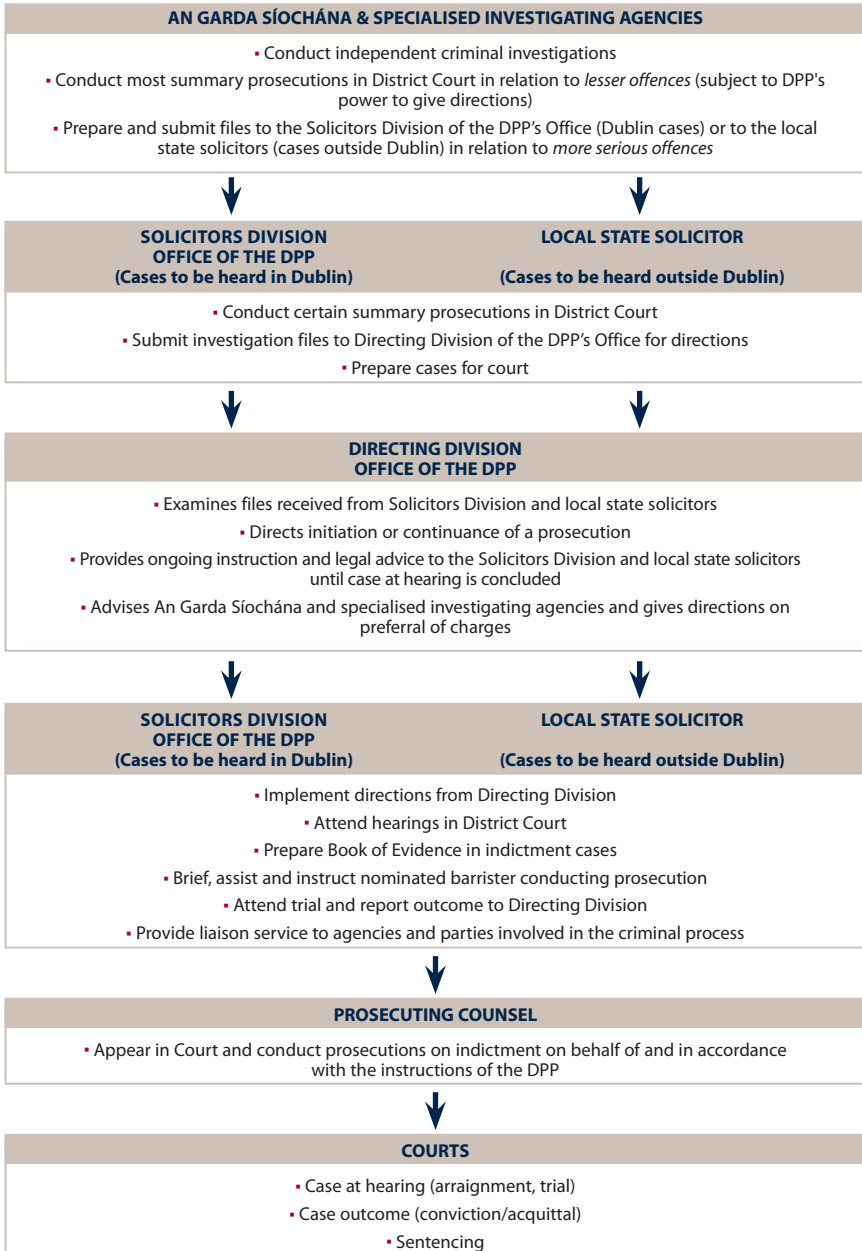 AN GARDA SÍOCHÁNA & SPECIALISED INVESTIGATING AGENCIES
▪ Conduct independent criminal investigations
▪ Conduct most summary prosecutions in District Court in relation to lesser offences (subject to DPP's
power to give directions)
▪ Prepare and submit files to the Solicitors Division of the DPP’s Office (Dublin cases) or to the local
state solicitors (cases outside Dublin) in relation to more serious offences
SOLICITORS DIVISION
OFFICE OF THE DPP
(Cases to be heard in Dublin)
LOCAL STATE SOLICITOR
(Cases to be heard outside Dublin)
▪ Conduct certain summary prosecutions in District Court
▪ Submit investigation files to Directing Division of the DPP’s Office for directions
▪ Prepare cases for court
DIRECTING DIVISION
OFFICE OF THE DPP
▪ Examines files received from Solicitors Division and local state solicitors
▪ Directs initiation or continuance of a prosecution
▪ Provides ongoing instruction and legal advice to the Solicitors Division and local state solicitors
until case at hearing is concluded
▪ Advises An Garda Síochána and specialised investigating agencies and gives directions on
preferral of charges
SOLICITORS DIVISION
OFFICE OF THE DPP
(Cases to be heard in Dublin)
LOCAL STATE SOLICITOR
(Cases to be heard outside Dublin)
▪ Implement directions from Directing Division
▪ Attend hearings in District Court
▪ Prepare Book of Evidence in indictment cases
▪ Brief, assist and instruct nominated barrister conducting prosecution
▪ Attend trial and report outcome to Directing Division
▪ Provide liaison service to agencies and parties involved in the criminal process
PROSECUTING COUNSEL
▪ Appear in Court and conduct prosecutions on indictment on behalf of and in accordance
with the instructions of the DPP
COURTS
▪ Case at hearing (arraignment, trial)
▪ Case outcome (conviction/acquittal)
▪ Sentencing